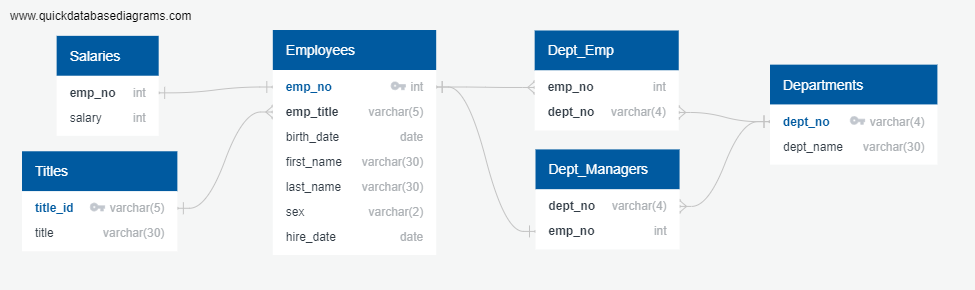 www.quickdatabasediagrams.com
Salaries
emp_no int
salary int
Titles
title_id varchar(5)
title varchar(30)
Employees
emp_no int
emp_title varchar(5)
birth_date date
first_name varchar(30)
last_name varchar(30)
sex varchar(2)
hire_date date
Dept_Emp
emp_no int
dept_no varchar(4)
Dept_Managers
dept_no varchar(4)
emp_no int
Departments
dept_no varchar(4)
dept_name varchar(30)